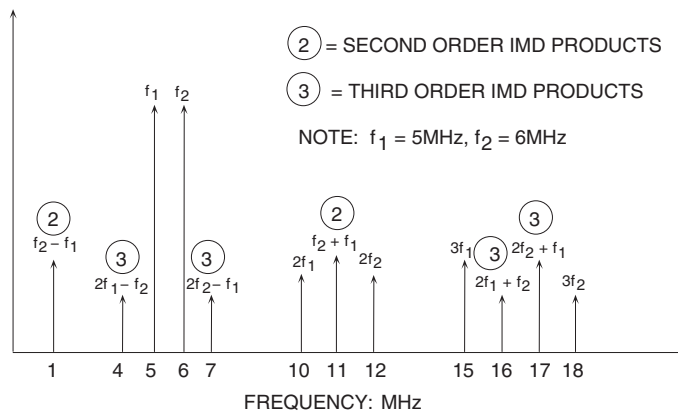 2 = SECOND ORDER IMD PRODUCTS
3 = THIRD ORDER IMD PRODUCTS
NOTE: f1 = 5MHz, f2 = 6MHz
f1 f2
2 2 3
f2 – f1 f2 + f1 3f1 2f2 + f1
3 3 2f1 2f2 3
2f1 – f2 2f2 – f1 2f1 + f2 3f2
1 4 5 6 7 10 11 12 15 16 17 18
FREQUENCY: MHz